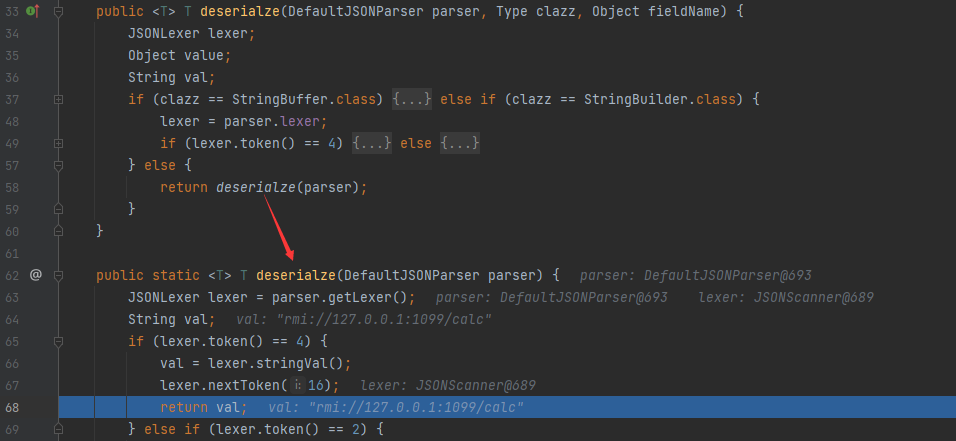 33 public <T> T deserialze(DefaultJSONParser parser, Type clazz, Object fieldName) {
34 JSONLexer lexer;
35 Object value;
36 String val;
37 if (clazz == StringBuffer.class) {...} else if (clazz == StringBuilder.class) {
48 lexer = parser.lexer;
49 if (lexer.token() == 4) {...} else {...}
57 } else {
58 return deserialze(parser);
59 }
60 }
61
62 @ public static <T> T deserialze(DefaultJSONParser parser) { parser: DefaultJSONParser@693
63 JSONLexer lexer = parser.getLexer(); parser: DefaultJSONParser@693 lexer: JSONScanner@689
64 String val; val: "rmi://127.0.0.1:1099/calc"
65 if (lexer.token() == 4) {
66 val = lexer.stringVal();
67 lexer.nextToken( i: 16); lexer: JSONScanner@689
68 return val; val: "rmi://127.0.0.1:1099/calc"
69 } else if (lexer.token() == 2) {